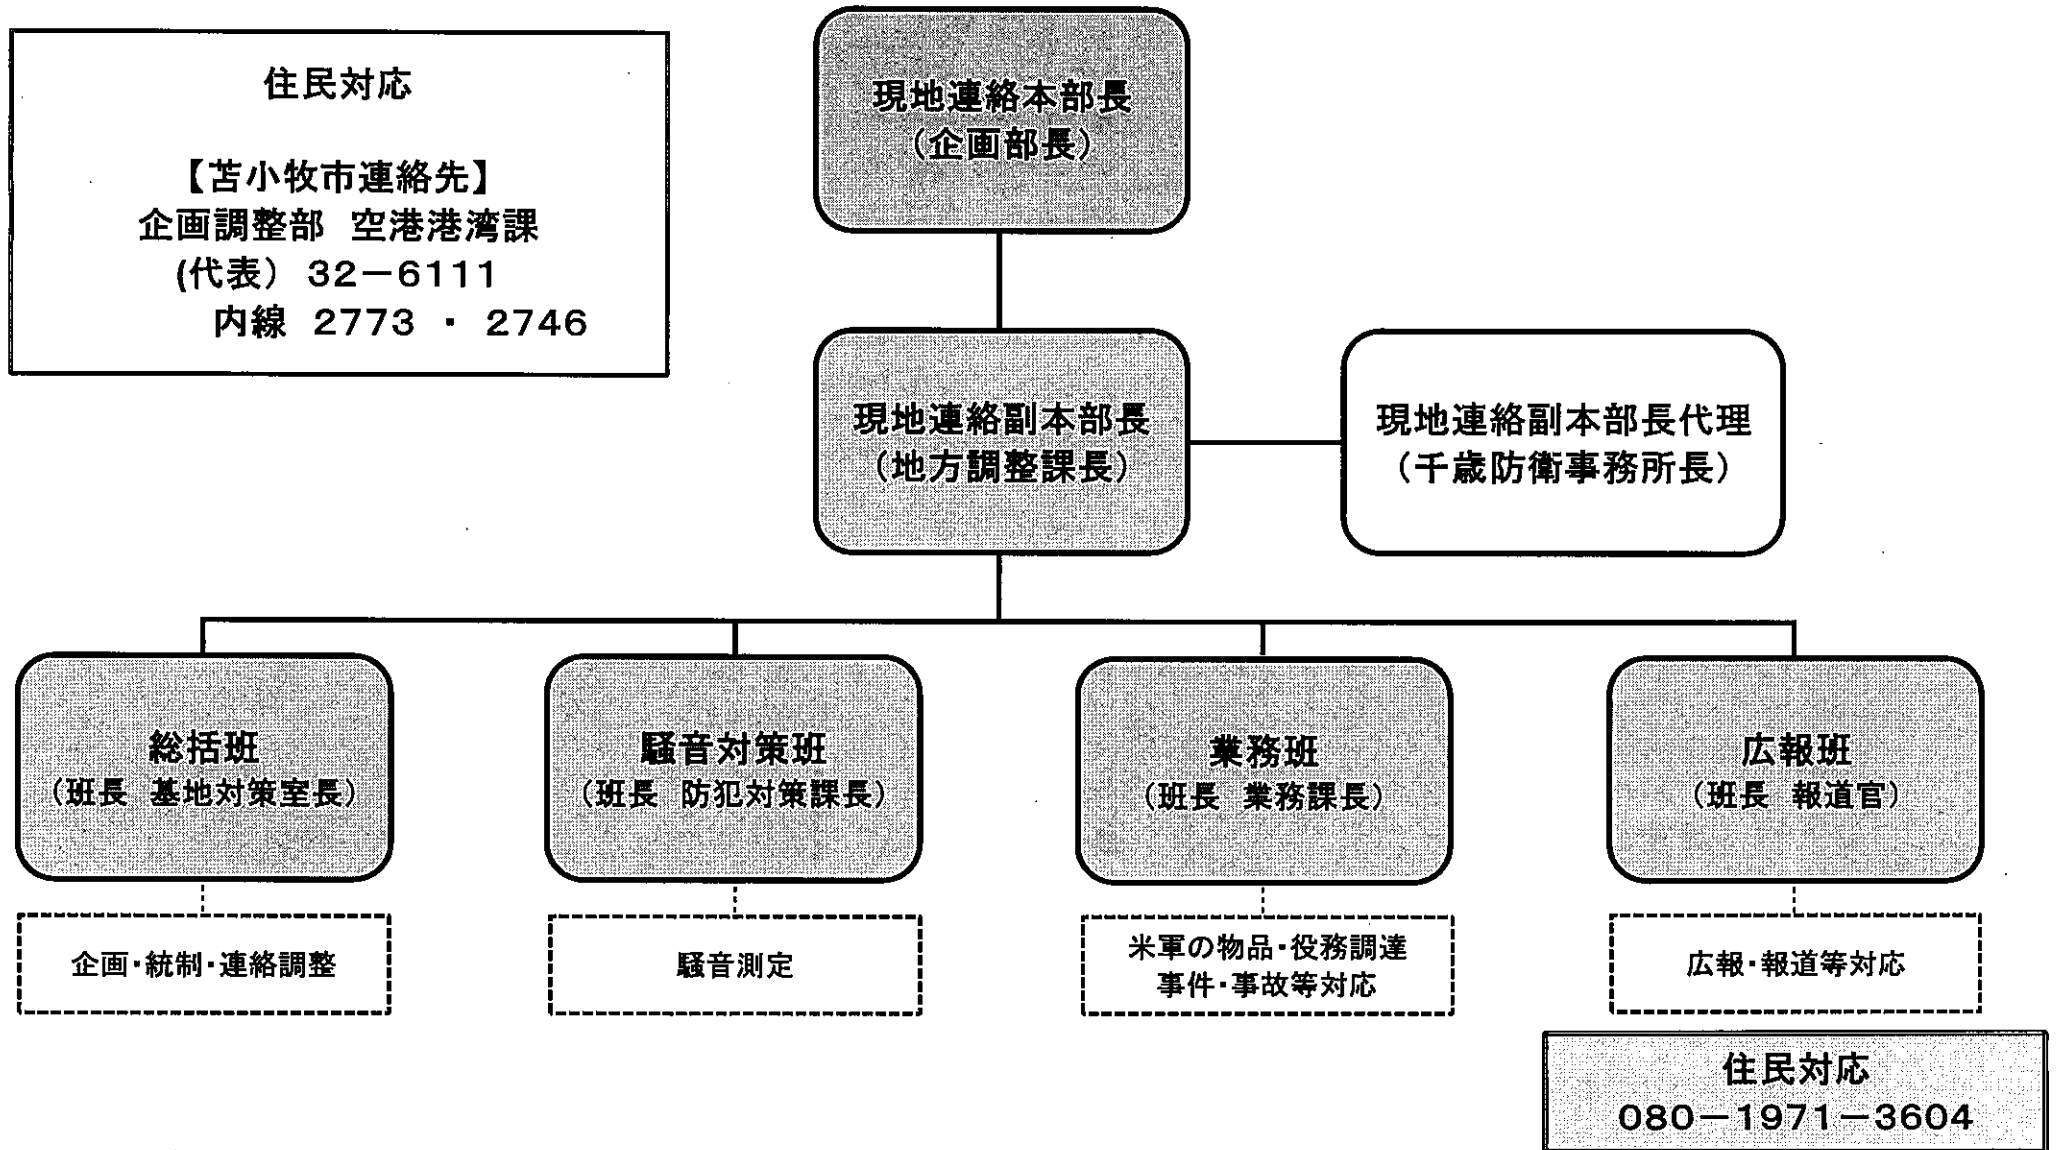 住民対応
【苫小牧市連絡先】
企画調整部 空港港湾課
(代表) 32－6111
内線 2773 ・ 2746
現地連絡本部長
(企画部長)
現地連絡副本部長
(地方調整課長)
現地連絡副本部長代理
(千歳防衛事務所長)
総括班
(班長 基地対策室長)
騒音対策班
(班長 防犯対策課長)
業務班
(班長 業務課長)
広報班
(班長 報道官)
企画・統制・連絡調整
騒音測定
米軍の物品・役務調達
事件・事故等対応
広報・報道等対応
住民対応
080－1971－3604